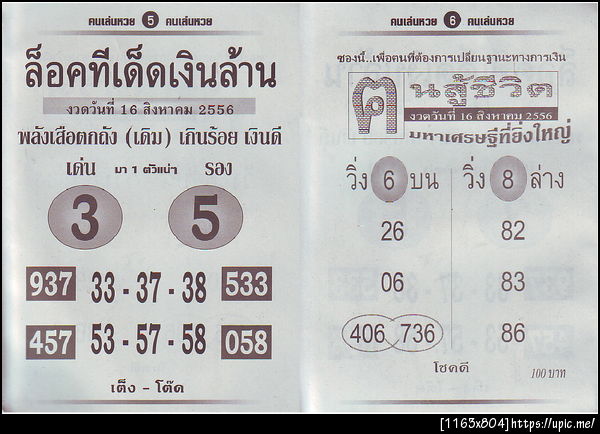 คนเล่นหวย 5 คนเล่นหวย
ล็อคทีเด็ดเงินล้าน
งวดวันที่ 16 สิงหาคม 2556
พลังเสือตกถัง (เดิม) เกินร้อย เงินดี
เด่น มา 1 ตัวแน่ๆ รอง
3 5
937 33 - 37 - 38 533
457 53 - 57 - 58 058
เต็ง - โต๊ด
คนเล่นหวย 6 คนเล่นหวย
ซองนี้..เพื่อคนที่ต้องการเปลี่ยนฐานะทางการเงิน
ฅนสู้ชีวิต
งวดวันที่ 16 สิงหาคม 2556
มหาเศรษฐีที่ยิ่งใหญ่
วิ่ง 6 บน วิ่ง 8 ล่าง
26 82
06 83
406 736 86
โชคดี
100 บาท
[1163x804]https://upic.me/